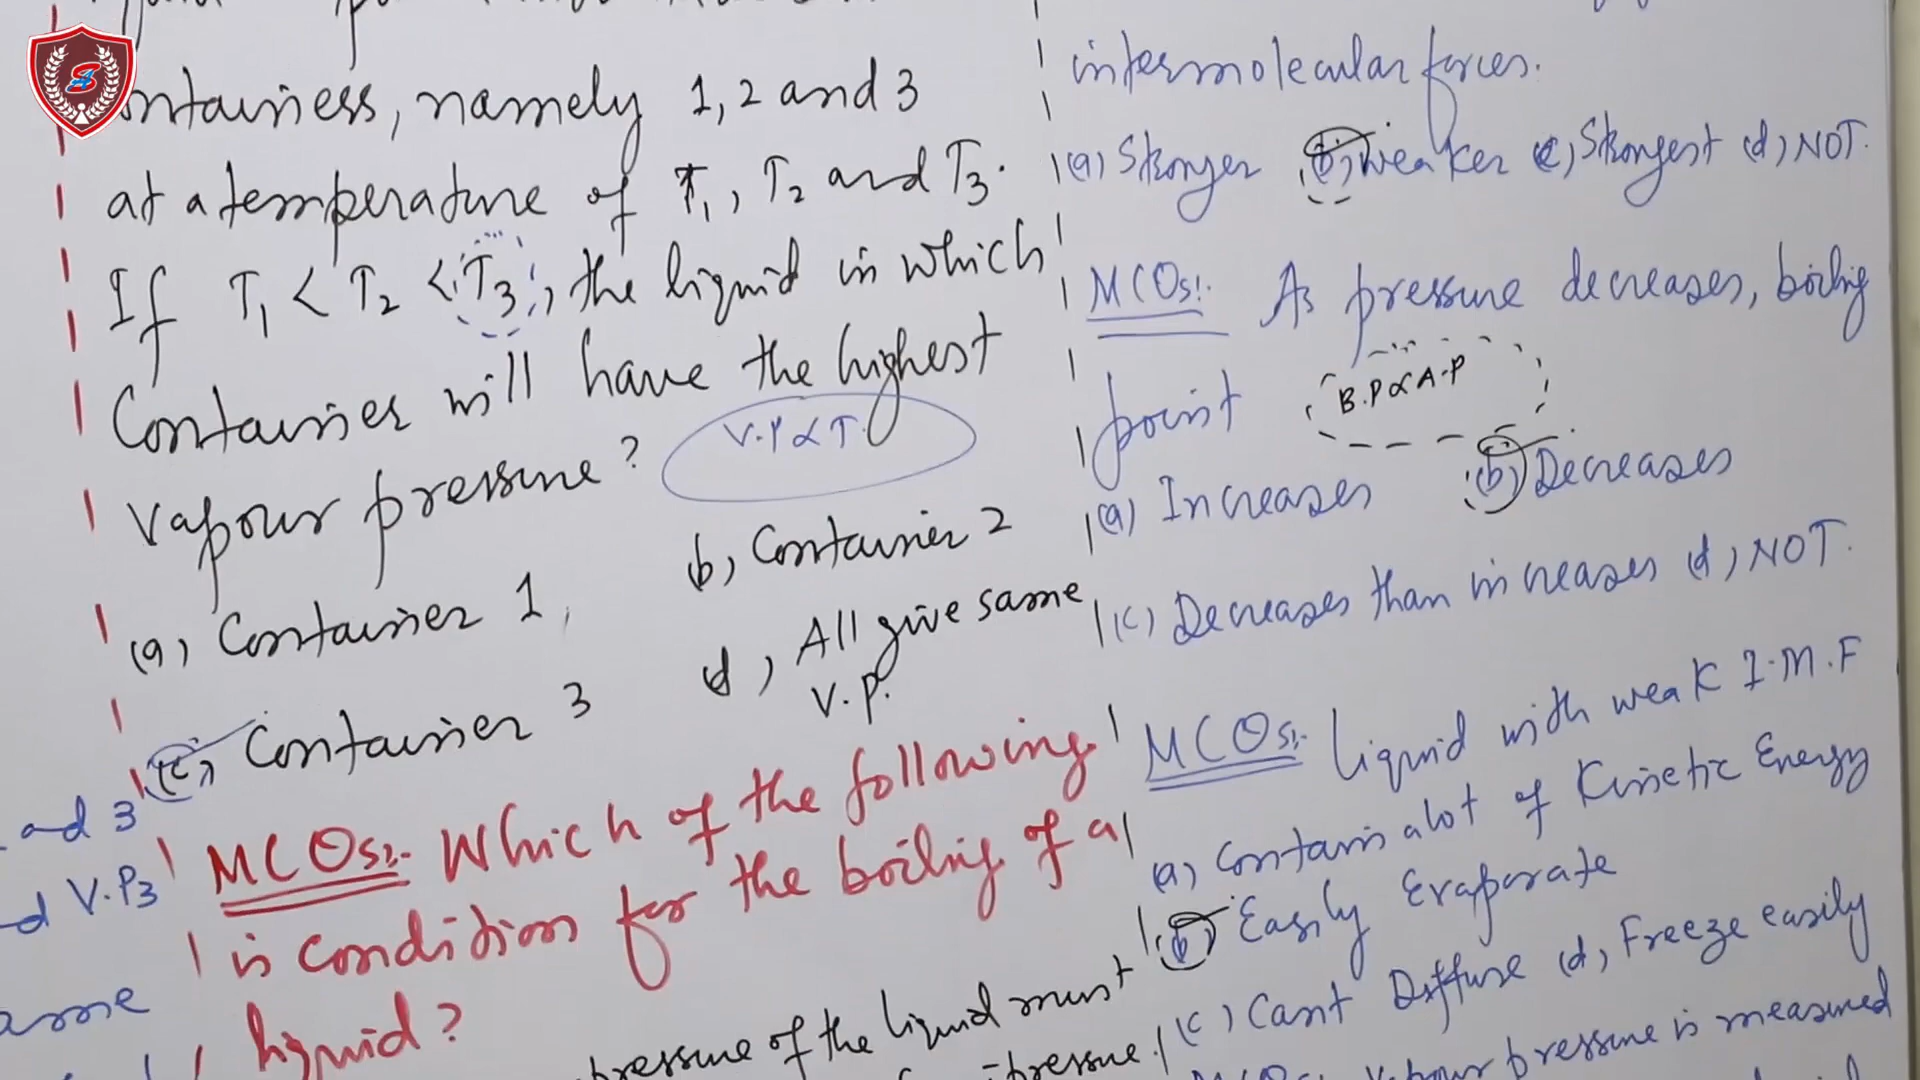 ontainers, namely 1, 2 and 3
at a temperature of T1, T2 and T3.
If T1 < T2 < T3, the liquid in which
Container will have the highest
vapour pressure?
V.P ∝ T
(a) Container 1,
b) Container 2
(c) Container 3
d) All give same
V.P.
MCQs:- Which of the following
is condition for the boiling of a
liquid?
pressure of the liquid must
pressure.
and 3
d V.P3
ame
intermolecular forces.
(a) Stronger (b) weaker (c) Strongest (d) NOT.
MCQs:- As pressure decreases, boiling
point
B.P ∝ A.P
(a) Increases (b) Decreases
(c) Decreases than increases (d) NOT.
MCQs:- liquid with weak I.M.F
(a) Contains alot of Kinetic Energy
(b) Easily Evaporate
(c) Cant Diffuse (d) Freeze easily
MCQs: Vapour pressure is measured